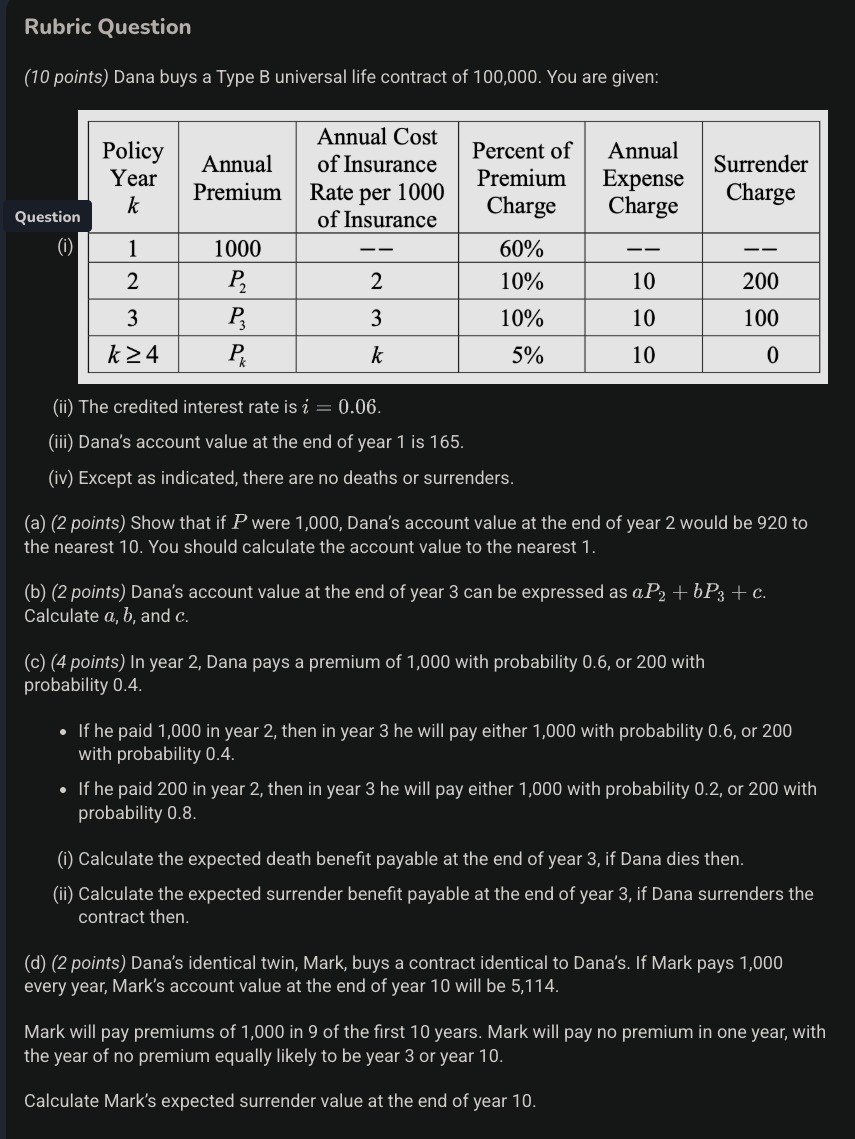 Rubric Question
(10 points) Dana buys a Type B universal life contract of 100,000. You are given:
Policy Year k | Annual Premium | Annual Cost of Insurance Rate per 1000 of Insurance | Percent of Premium Charge | Annual Expense Charge | Surrender Charge
Question
(i)
1 | 1000 | −− | 60% | −− | −−
2 | P₂ | 2 | 10% | 10 | 200
3 | P₃ | 3 | 10% | 10 | 100
k ≥ 4 | Pₖ | k | 5% | 10 | 0
(ii) The credited interest rate is i = 0.06.
(iii) Dana's account value at the end of year 1 is 165.
(iv) Except as indicated, there are no deaths or surrenders.
(a) (2 points) Show that if P were 1,000, Dana's account value at the end of year 2 would be 920 to
the nearest 10. You should calculate the account value to the nearest 1.
(b) (2 points) Dana's account value at the end of year 3 can be expressed as aP₂ + bP₃ + c.
Calculate a, b, and c.
(c) (4 points) In year 2, Dana pays a premium of 1,000 with probability 0.6, or 200 with
probability 0.4.
• If he paid 1,000 in year 2, then in year 3 he will pay either 1,000 with probability 0.6, or 200
with probability 0.4.
• If he paid 200 in year 2, then in year 3 he will pay either 1,000 with probability 0.2, or 200 with
probability 0.8.
(i) Calculate the expected death benefit payable at the end of year 3, if Dana dies then.
(ii) Calculate the expected surrender benefit payable at the end of year 3, if Dana surrenders the
contract then.
(d) (2 points) Dana's identical twin, Mark, buys a contract identical to Dana's. If Mark pays 1,000
every year, Mark's account value at the end of year 10 will be 5,114.
Mark will pay premiums of 1,000 in 9 of the first 10 years. Mark will pay no premium in one year, with
the year of no premium equally likely to be year 3 or year 10.
Calculate Mark's expected surrender value at the end of year 10.